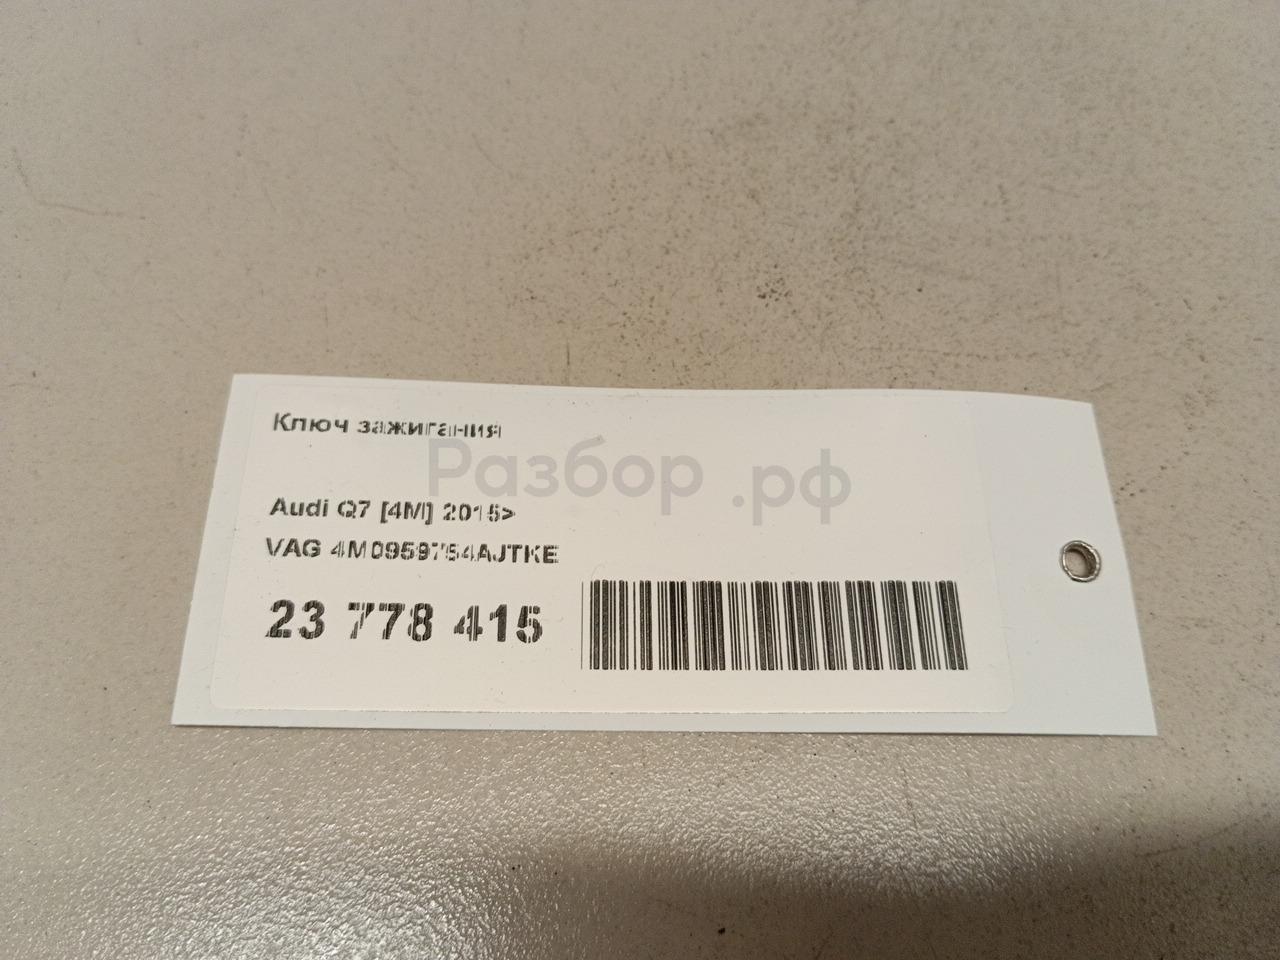 Ключ зажигания
Разбор.рф
Audi Q7 [4M] 2015>
VAG 4M0959754AJTKE
23 778 415